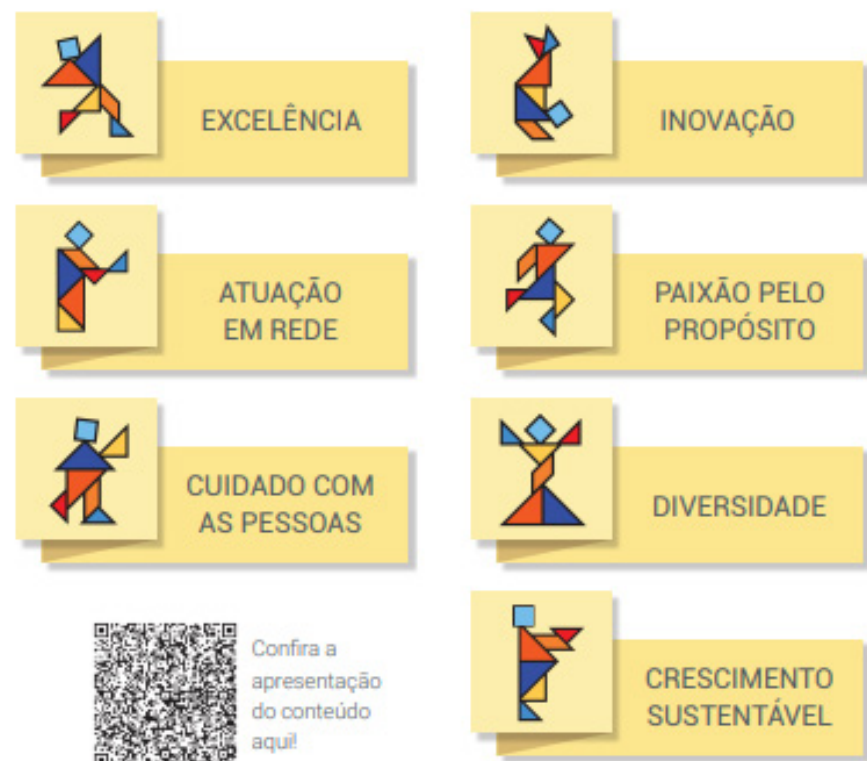 EXCELÊNCIA
INOVAÇÃO
ATUAÇÃO
EM REDE
PAIXÃO PELO
PROPÓSITO
CUIDADO COM
AS PESSOAS
DIVERSIDADE
Confira a
apresentação
do conteúdo
aqui!
CRESCIMENTO
SUSTENTÁVEL